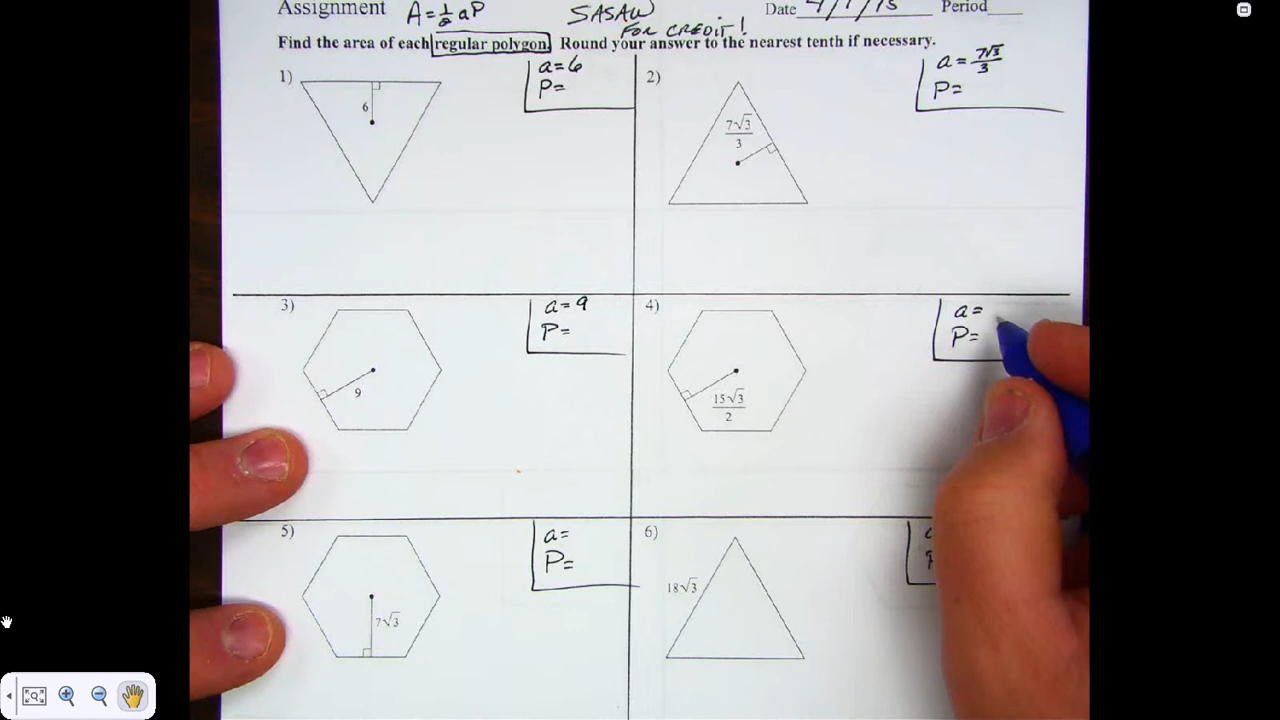 Assignment A = 1/2 aP SASAW Date 4/1/15 Period
FOR CREDIT!
Find the area of each regular polygon. Round your answer to the nearest tenth if necessary.
1) 6 a = 6
P =
2) 7√3/3 a = 7√3/3
P =
3) 9 a = 9
P =
4) 15√3/2 a =
P =
5) 7√3 a =
P =
6) 18√3